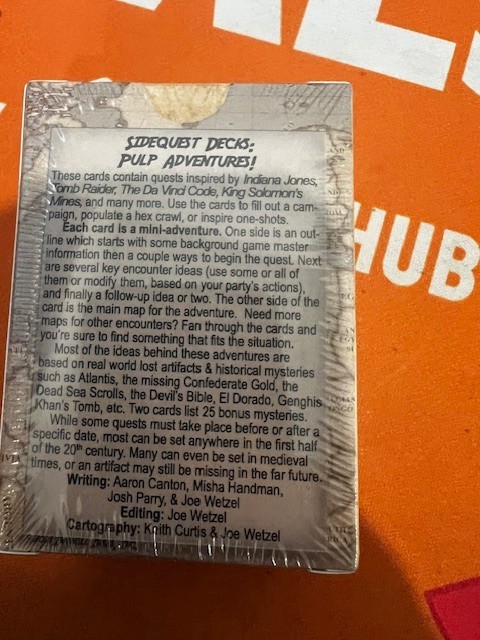 HUB
SIDEQUEST DECKS:
PULP ADVENTURES!
These cards contain quests inspired by Indiana Jones,
Tomb Raider, The Da Vinci Code, King Solomon's
Mines, and many more. Use the cards to fill out a cam-
paign, populate a hex crawl, or inspire one-shots.
Each card is a mini-adventure. One side is an out-
line which starts with some background game master
information then a couple ways to begin the quest. Next
are several key encounter ideas (use some or all of
them or modify them, based on your party's actions),
and finally a follow-up idea or two. The other side of the
card is the main map for the adventure. Need more
maps for other encounters? Fan through the cards and
you're sure to find something that fits the situation.
Most of the ideas behind these adventures are
based on real world lost artifacts & historical mysteries
such as Atlantis, the missing Confederate Gold, the
Dead Sea Scrolls, the Devil's Bible, El Dorado, Genghis
Khan's Tomb, etc. Two cards list 25 bonus mysteries.
While some quests must take place before or after a
specific date, most can be set anywhere in the first half
of the 20th century. Many can even be set in medieval
times, or an artifact may still be missing in the far future.
Writing: Aaron Canton, Misha Handman,
Josh Parry, & Joe Wetzel
Editing: Joe Wetzel
Cartography: Keith Curtis & Joe Wetzel